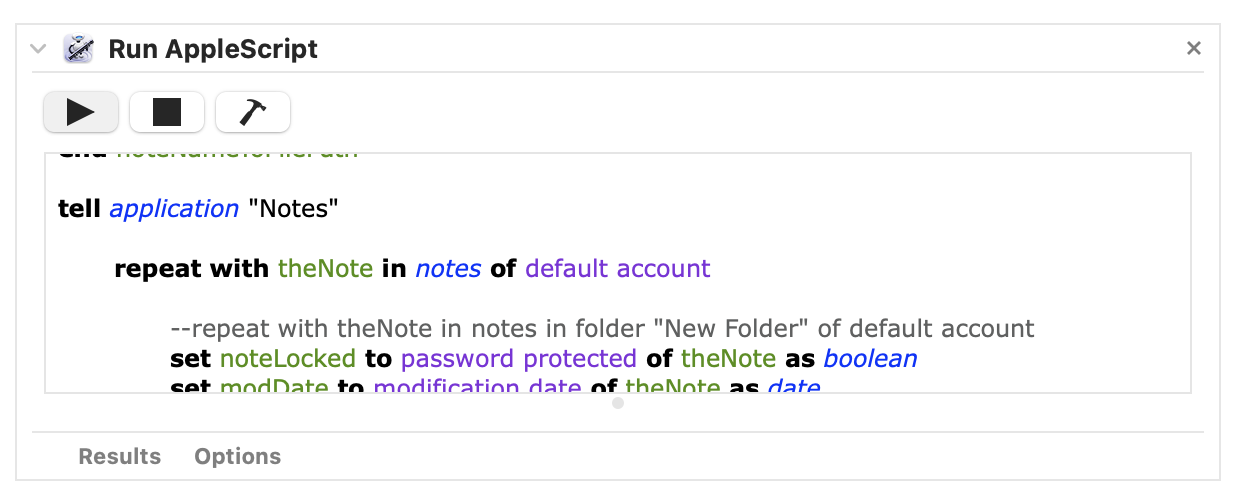 Run AppleScript
end noteNameToFilePath
tell application "Notes"
repeat with theNote in notes of default account
--repeat with theNote in notes in folder "New Folder" of default account
set noteLocked to password protected of theNote as boolean
set modDate to modification date of theNote as date
Results Options